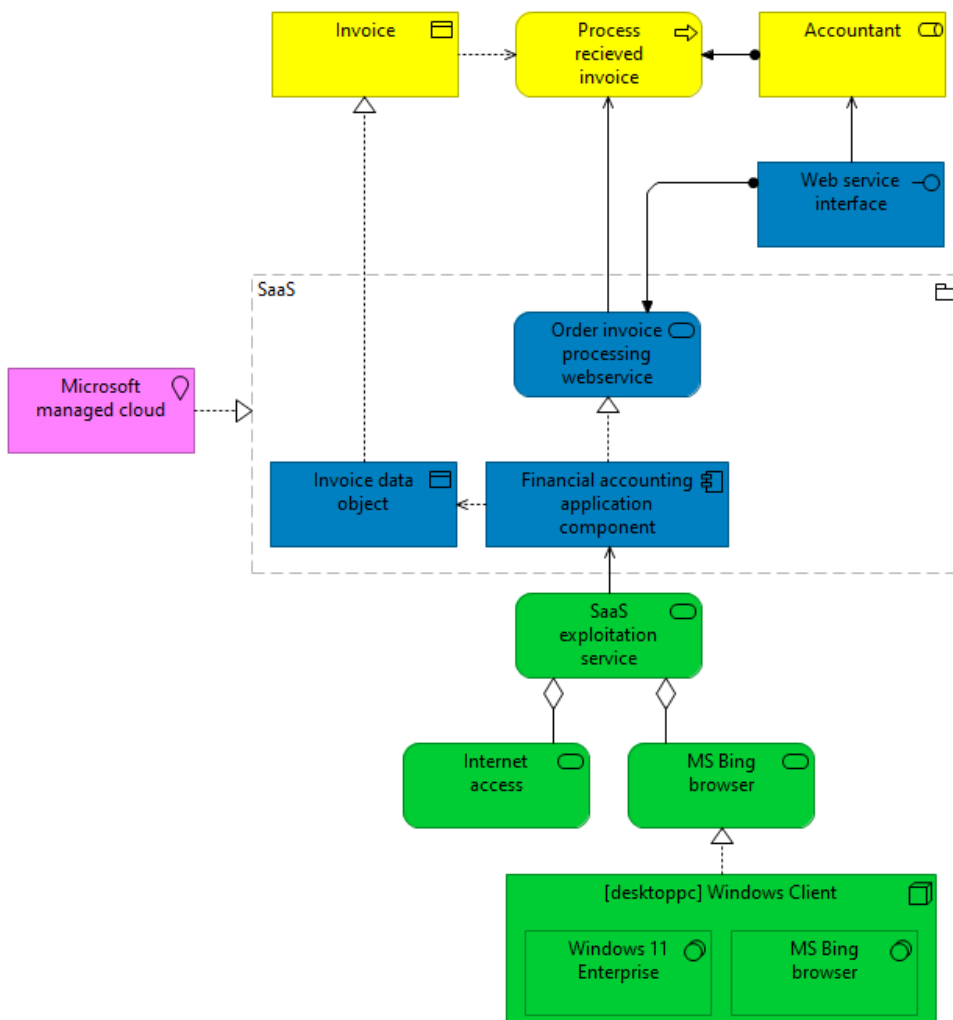 Invoice
Process
recieved
invoice
Accountant
Web service
interface
SaaS
Order invoice
processing
webservice
Microsoft
managed cloud
Invoice data
object
Financial accounting
application
component
SaaS
exploitation
service
Internet
access
MS Bing
browser
[desktoppc] Windows Client
Windows 11
Enterprise
MS Bing
browser